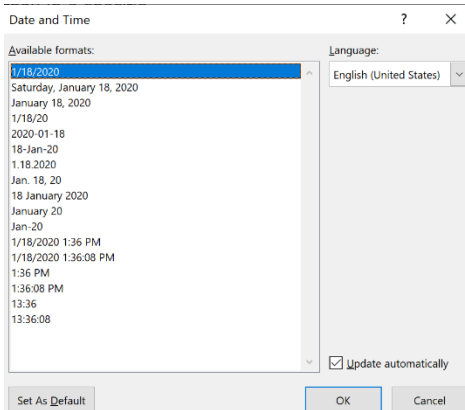 Date and Time ?
Available formats:
Language:
1/18/2020
English (United States)
Saturday, January 18, 2020
January 18, 2020
1/18/20
2020-01-18
18-Jan-20
1.18.2020
Jan. 18, 20
18 January 2020
January 20
Jan-20
1/18/2020 1:36 PM
1/18/2020 1:36:08 PM
1:36 PM
1:36:08 PM
13:36
13:36:08
Update automatically
Set As Default
OK
Cancel